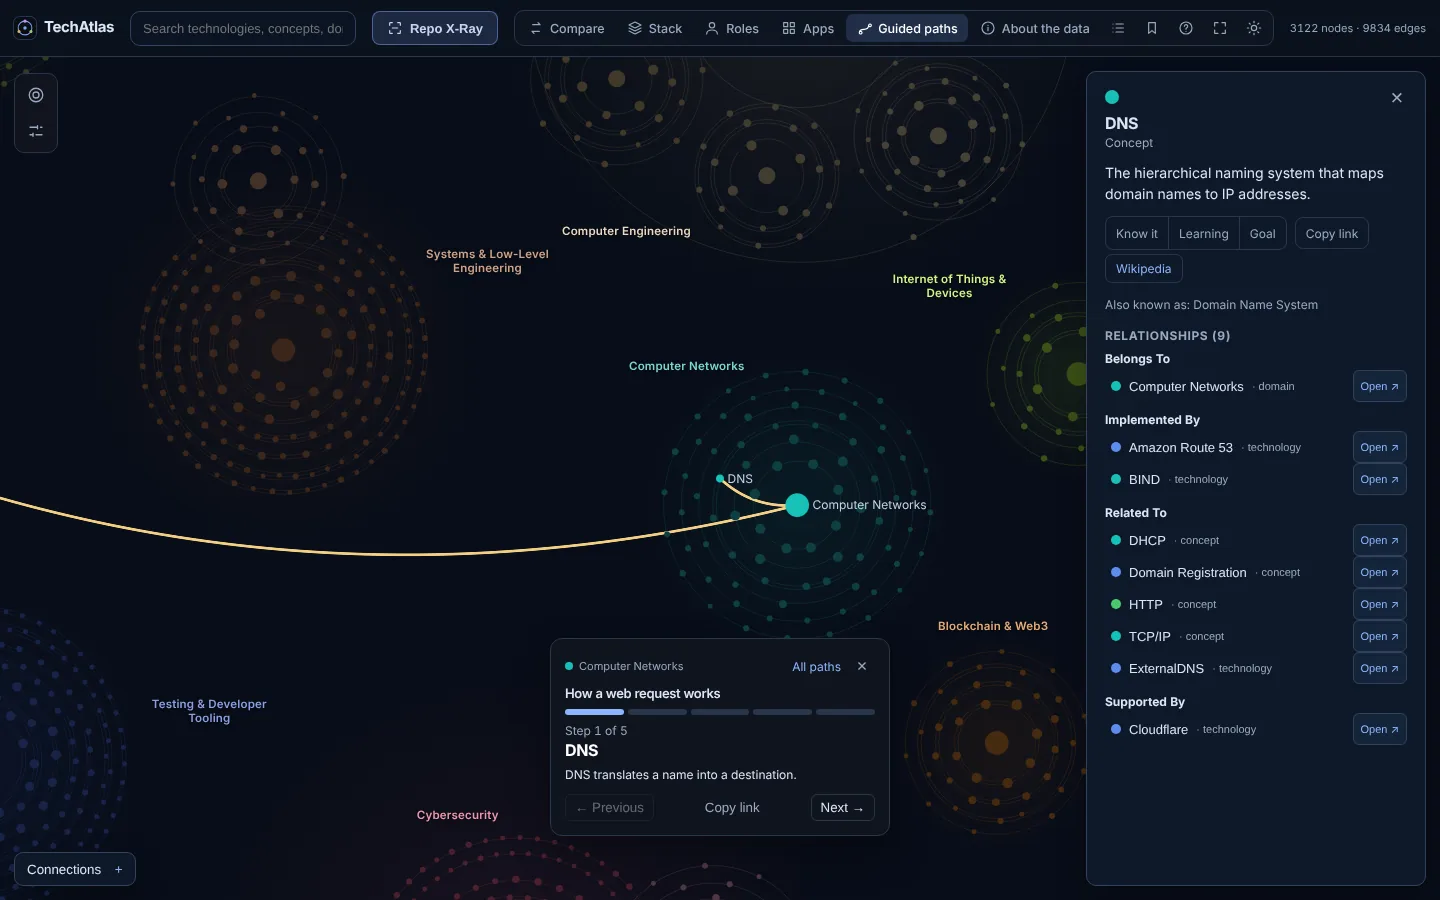 TechAtlas
Search technologies, concepts, do
Repo X-Ray
Compare
Stack
Roles
Apps
Guided paths
About the data
3122 nodes · 9834 edges
Computer Engineering
Systems & Low-Level
Engineering
Internet of Things &
Devices
Computer Networks
DNS
Computer Networks
Blockchain & Web3
Testing & Developer
Tooling
Cybersecurity
Connections +
Computer Networks
All paths
How a web request works
Step 1 of 5
DNS
DNS translates a name into a destination.
← Previous
Copy link
Next →
DNS
Concept
The hierarchical naming system that maps
domain names to IP addresses.
Know it
Learning
Goal
Copy link
Wikipedia
Also known as: Domain Name System
RELATIONSHIPS (9)
Belongs To
Computer Networks · domain Open ↗
Implemented By
Amazon Route 53 · technology Open ↗
BIND · technology Open ↗
Related To
DHCP · concept Open ↗
Domain Registration · concept Open ↗
HTTP · concept Open ↗
TCP/IP · concept Open ↗
ExternalDNS · technology Open ↗
Supported By
Cloudflare · technology Open ↗